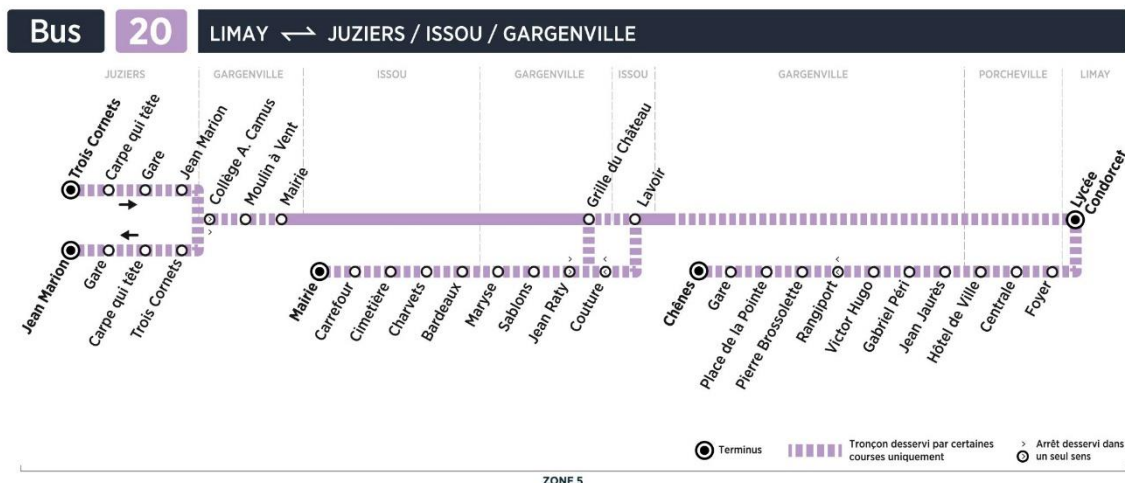 Bus 20 LIMAY ⇌ JUZIERS / ISSOU / GARGENVILLE
JUZIERS GARGENVILLE ISSOU GARGENVILLE ISSOU GARGENVILLE PORCHEVILLE LIMAY
Trois Cornets
Carpe qui tête
Gare
Jean Marion
Collège A. Camus
Moulin à Vent
Mairie
Grille du Château
Lavoir
Lycée
Condorcet
Jean Marion
Gare
Carpe qui tête
Trois Cornets
Mairie
Carrefour
Cimetière
Charvets
Bardeaux
Maryse
Sablons
Jean Raty
Couture
Chênes
Gare
Place de la Pointe
Pierre Brossolette
Rangiport
Victor Hugo
Gabriel Péri
Jean Jaurès
Hôtel de Ville
Centrale
Foyer
Terminus
Tronçon desservi par certaines
courses uniquement
Arrêt desservi dans
un seul sens
ZONE 5